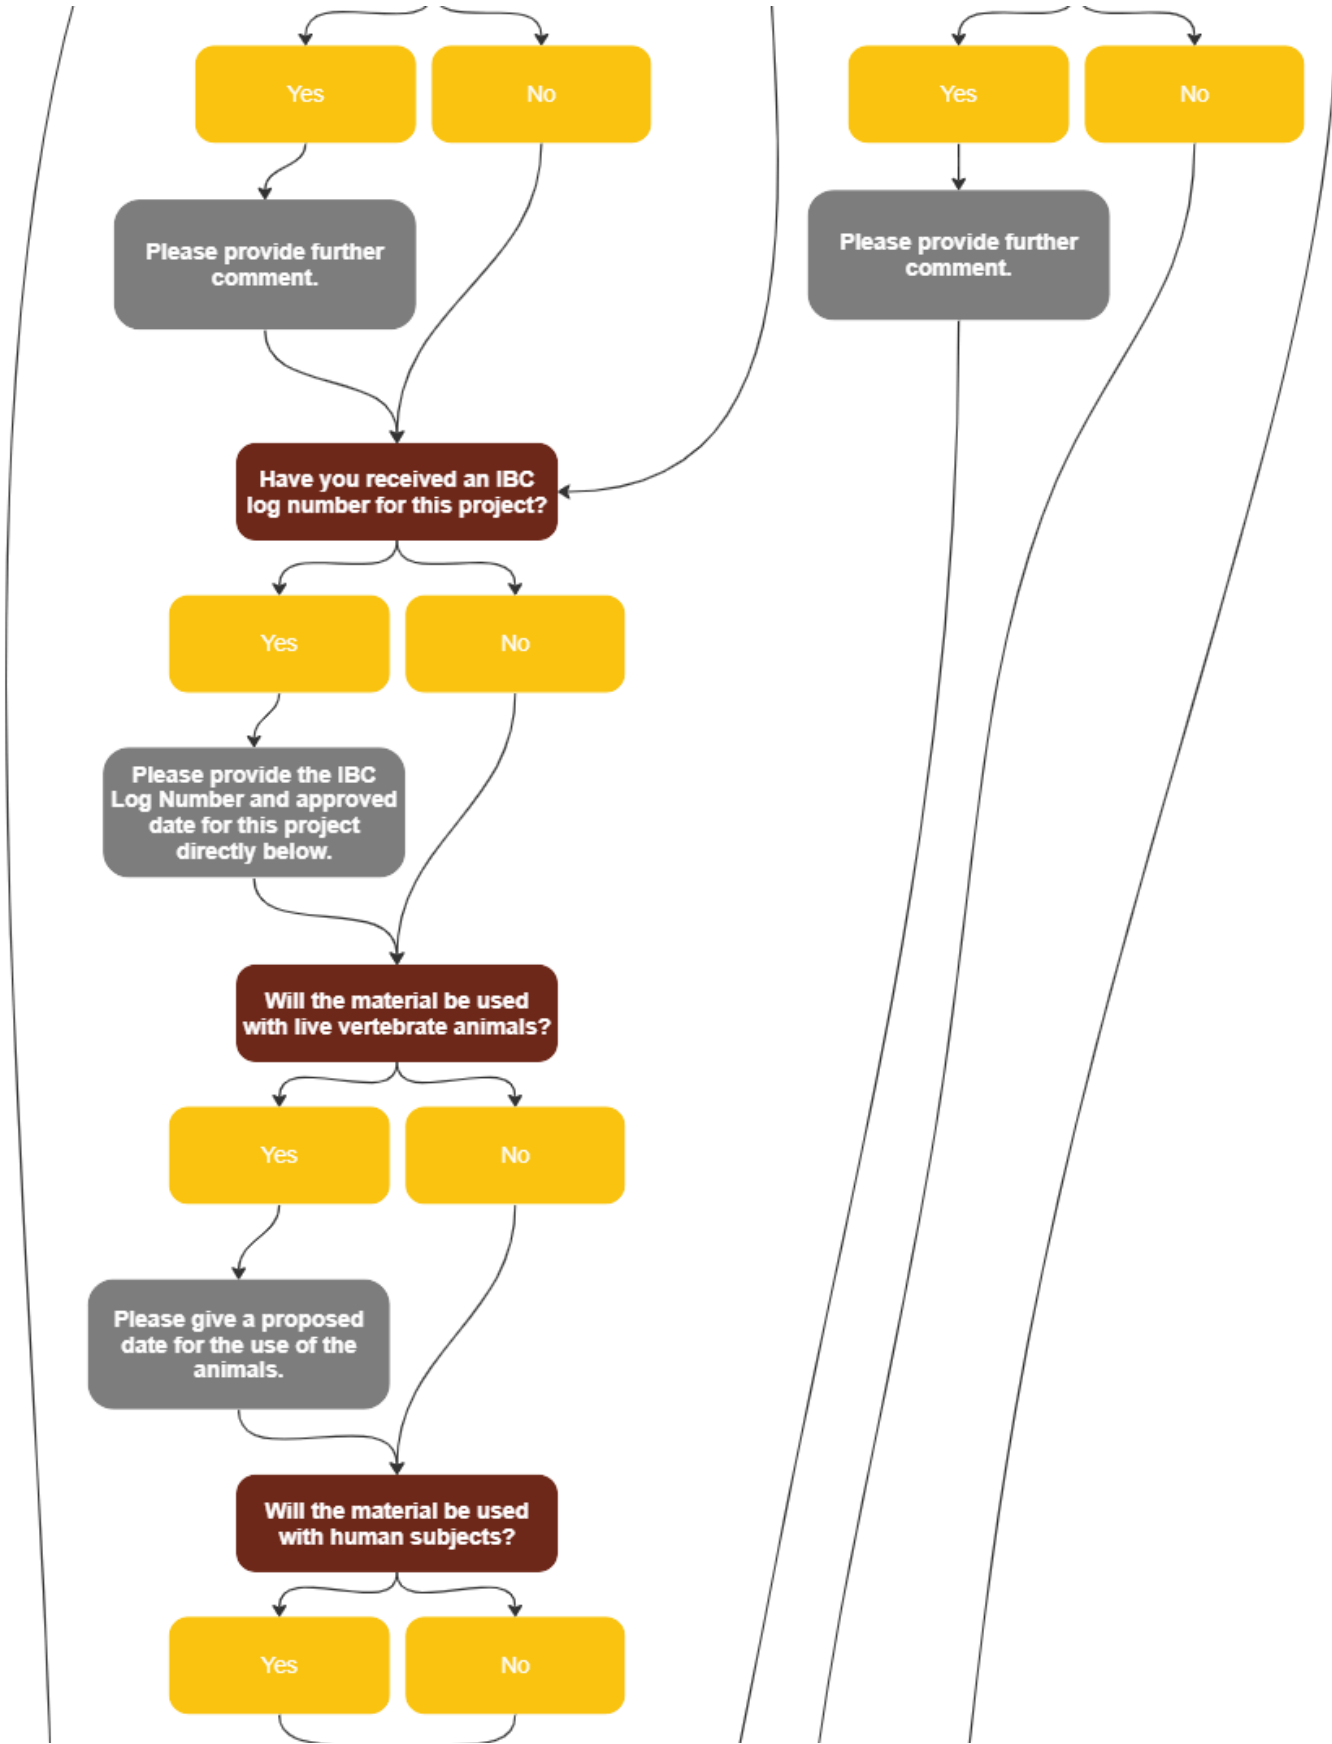 Yes
No
Yes
No
Please provide further
comment.
Please provide further
comment.
Have you received an IBC
log number for this project?
Yes
No
Please provide the IBC
Log Number and approved
date for this project
directly below.
Will the material be used
with live vertebrate animals?
Yes
No
Please give a proposed
date for the use of the
animals.
Will the material be used
with human subjects?
Yes
No